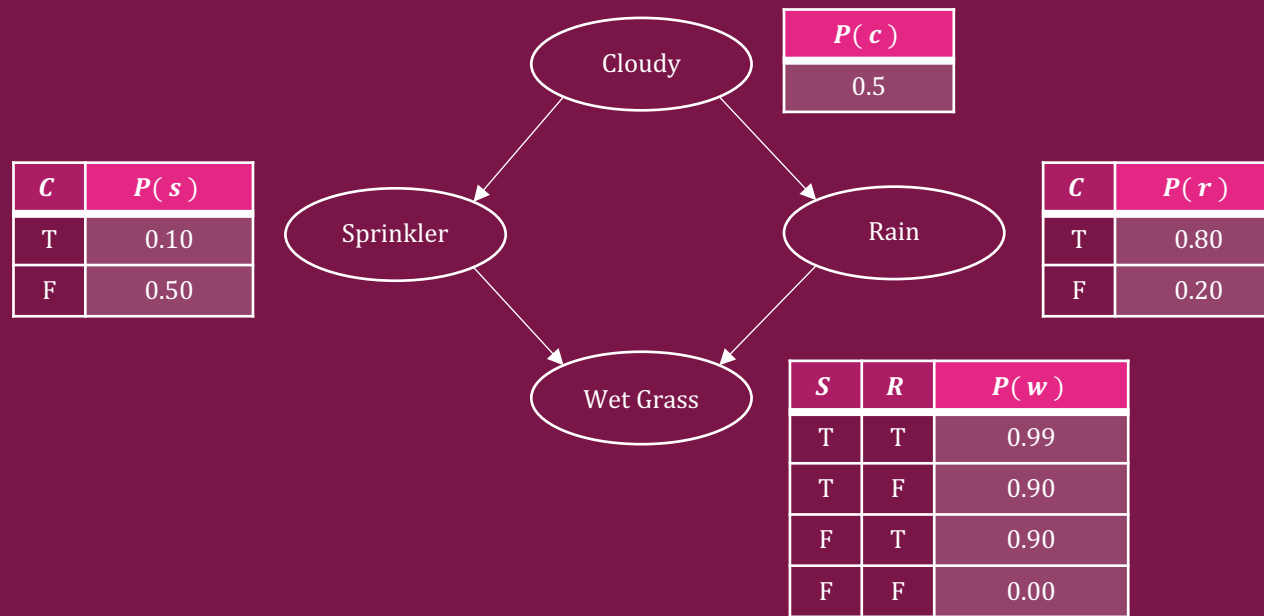 Cloudy
P( c )
0.5
C P( s )
T 0.10
F 0.50
Sprinkler
Rain
C P( r )
T 0.80
F 0.20
Wet Grass
S R P( w )
T T 0.99
T F 0.90
F T 0.90
F F 0.00